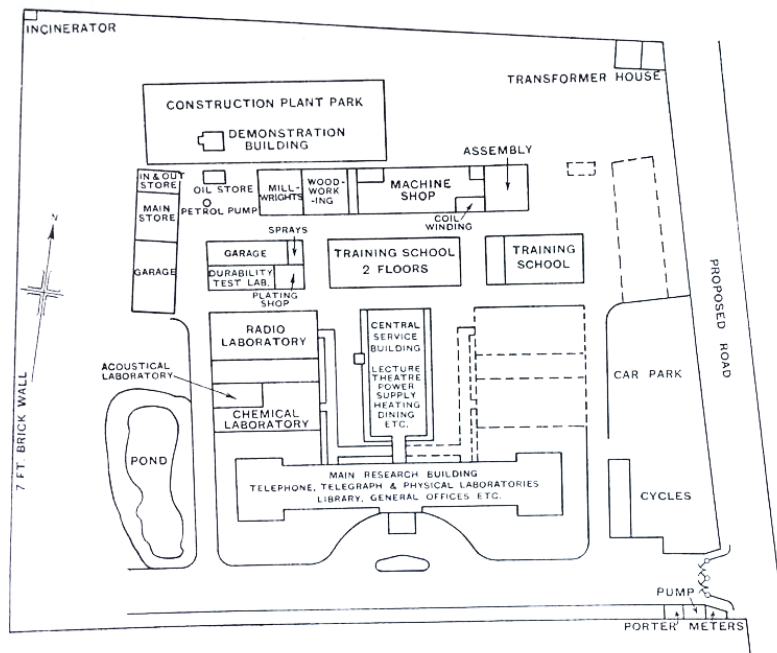 INCINERATOR
TRANSFORMER HOUSE
CONSTRUCTION PLANT PARK
DEMONSTRATION
BUILDING
ASSEMBLY
IN & OUT
STORE
OIL STORE
MILL-
WRIGHTS
WOOD-
WORK
-ING
MACHINE
SHOP
MAIN
STORE
PETROL PUMP
COIL
WINDING
SPRAYS
N
GARAGE
GARAGE
DURABILITY
TEST LAB.
PLATING
SHOP
TRAINING SCHOOL
2 FLOORS
TRAINING
SCHOOL
PROPOSED ROAD
RADIO
LABORATORY
CENTRAL
SERVICE
BUILDING
LECTURE
THEATRE
POWER
SUPPLY
HEATING
DINING
ETC.
ACOUSTICAL
LABORATORY
CHEMICAL
LABORATORY
CAR PARK
7 FT. BRICK WALL
POND
MAIN RESEARCH BUILDING
TELEPHONE, TELEGRAPH & PHYSICAL LABORATORIES
LIBRARY, GENERAL OFFICES ETC.
CYCLES
PUMP
PORTER METERS